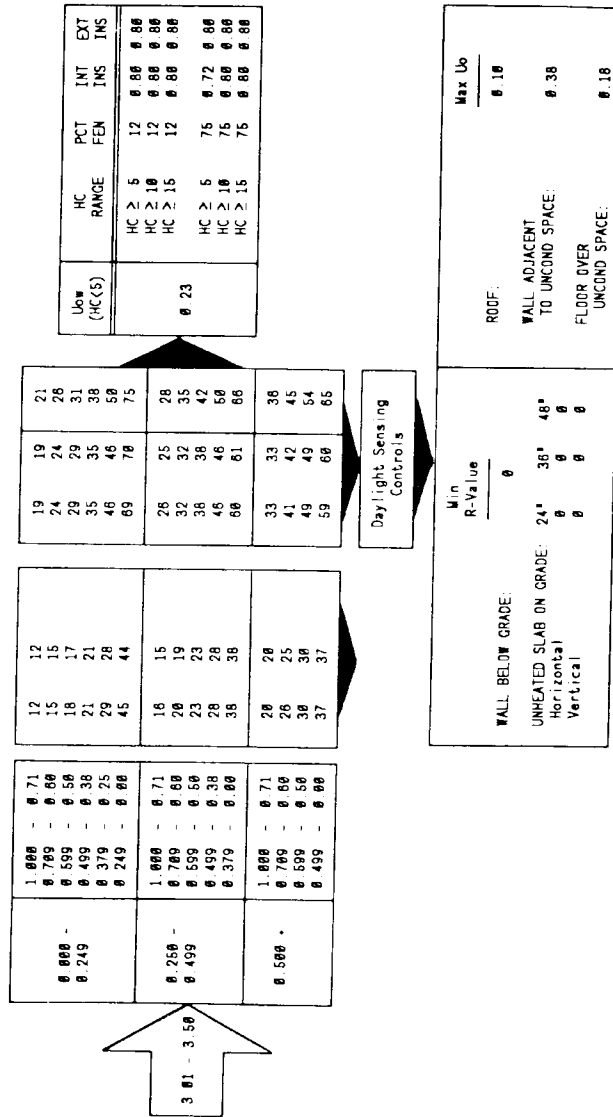 0.000 - 0.249
1.000 - 0.71 12 12 19 19 21
0.709 - 0.60 15 15 24 24 26
0.599 - 0.50 18 17 29 29 31
0.499 - 0.38 21 21 35 35 38
0.379 - 0.25 29 28 46 46 50
0.249 - 0.00 45 44 69 70 75
3 01 - 3.50
0.250 - 0.499
1.000 - 0.71 16 15 26 25 28
0.709 - 0.60 20 19 32 32 35
0.599 - 0.50 23 23 38 38 42
0.499 - 0.38 28 28 46 46 50
0.379 - 0.00 38 38 60 61 66
0.500 +
1.000 - 0.71 20 20 33 33 38
0.709 - 0.60 26 25 41 42 45
0.599 - 0.50 30 30 49 49 54
0.499 - 0.00 37 37 59 60 65
Uow HC PCT INT EXT
(HC<5) RANGE FEN INS INS
HC ≥ 5 12 0.80 0.80
HC ≥ 10 12 0.80 0.80
HC ≥ 15 12 0.80 0.80
0.23
HC ≥ 5 75 0.72 0.80
HC ≥ 10 75 0.80 0.80
HC ≥ 15 75 0.80 0.80
Daylight Sensing
Controls
Min
R-Value
WALL BELOW GRADE: 0
UNHEATED SLAB ON GRADE: 24" 36" 48"
Horizontal 0 0 0
Vertical 0 0 0
Max Uo
ROOF: 0.10
WALL ADJACENT
TO UNCOND SPACE: 0.38
FLOOR OVER
UNCOND SPACE: 0.18